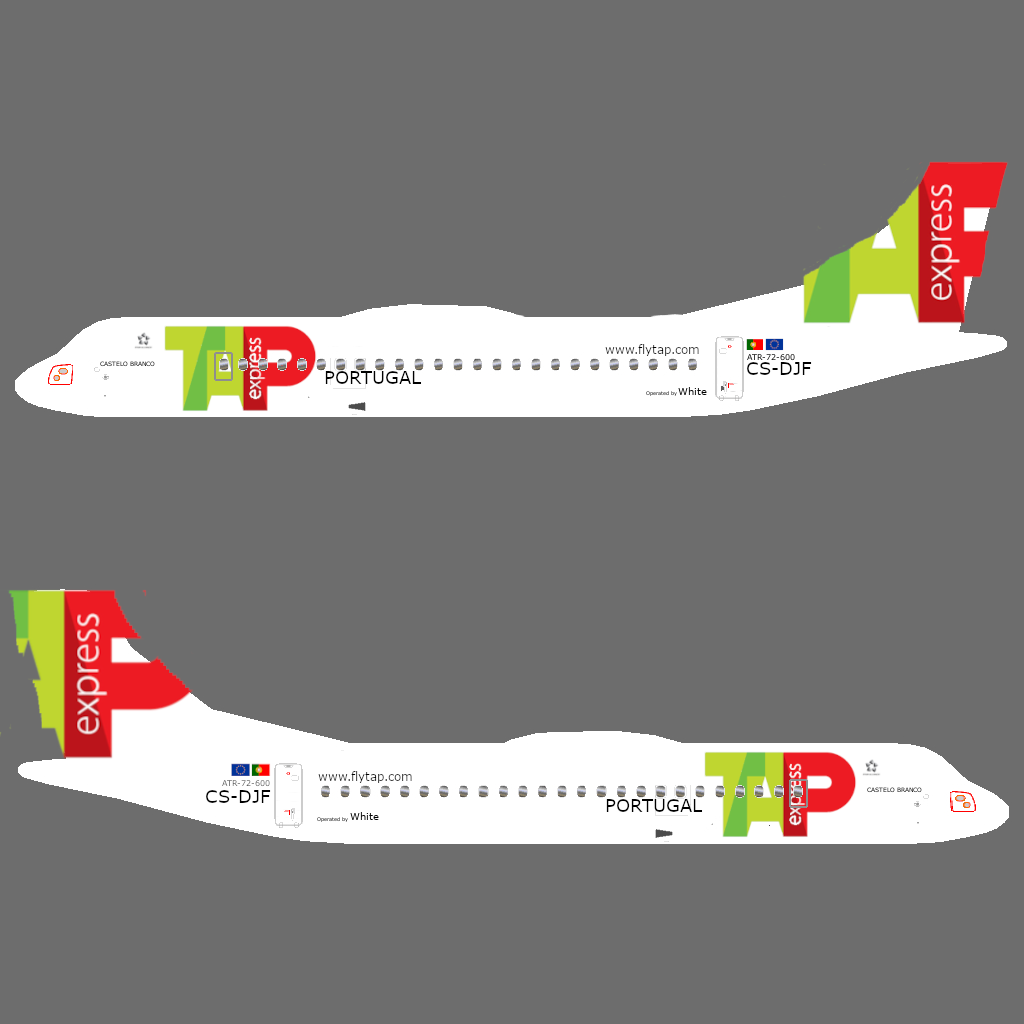 express
TAP
express
CASTELO BRANCO
PORTUGAL
www.flytap.com
ATR-72-600
CS-DJF
Operated by White
express
TAP
express
www.flytap.com
ATR-72-600
CS-DJF
Operated by White
PORTUGAL
CASTELO BRANCO